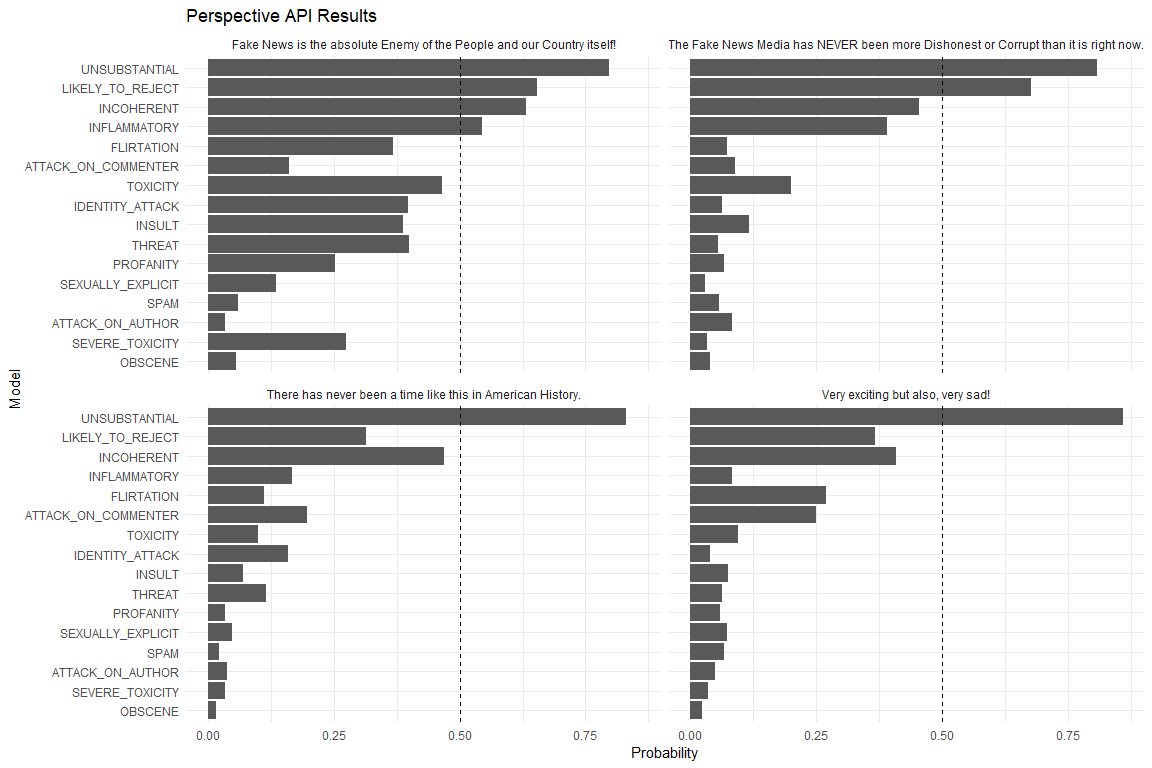 Perspective API Results
Fake News is the absolute Enemy of the People and our Country itself!
The Fake News Media has NEVER been more Dishonest or Corrupt than it is right now.
UNSUBSTANTIAL
LIKELY_TO_REJECT
INCOHERENT
INFLAMMATORY
FLIRTATION
ATTACK_ON_COMMENTER
TOXICITY
IDENTITY_ATTACK
INSULT
THREAT
PROFANITY
SEXUALLY_EXPLICIT
SPAM
ATTACK_ON_AUTHOR
SEVERE_TOXICITY
OBSCENE
Model
There has never been a time like this in American History.
Very exciting but also, very sad!
UNSUBSTANTIAL
LIKELY_TO_REJECT
INCOHERENT
INFLAMMATORY
FLIRTATION
ATTACK_ON_COMMENTER
TOXICITY
IDENTITY_ATTACK
INSULT
THREAT
PROFANITY
SEXUALLY_EXPLICIT
SPAM
ATTACK_ON_AUTHOR
SEVERE_TOXICITY
OBSCENE
0.00 0.25 0.50 0.75 0.00 0.25 0.50 0.75
Probability